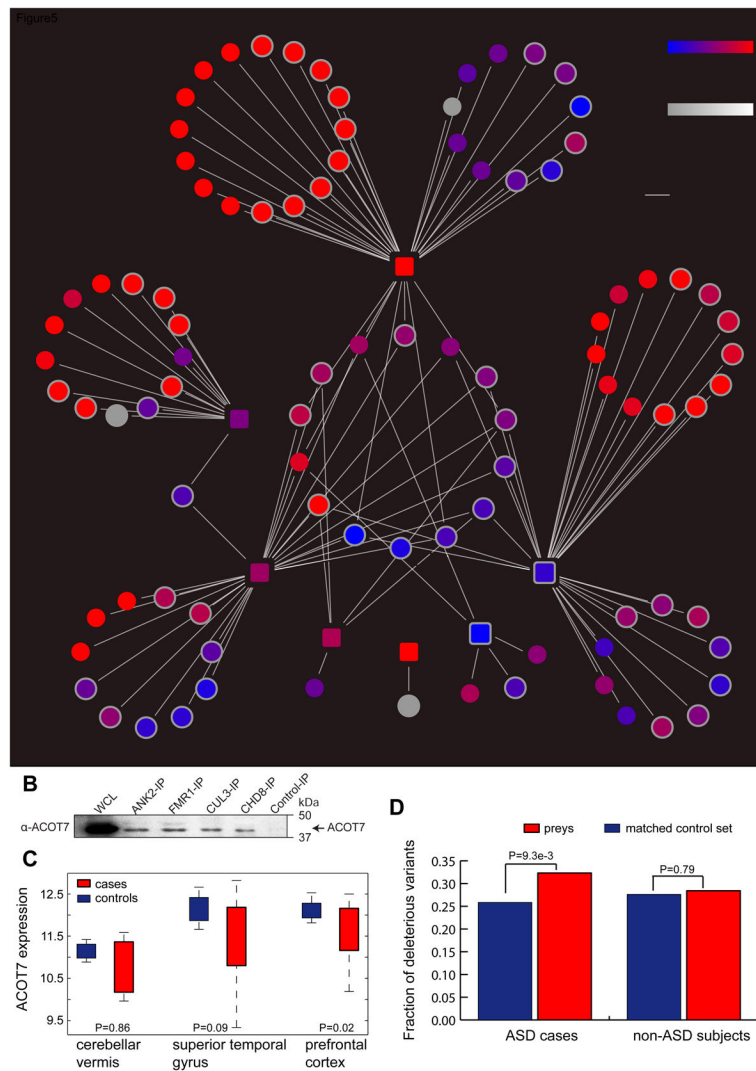 Figure5
B
WCL
ANK2-IP
FMR1-IP
CUL3-IP
CHD8-IP
Control-IP
kDa
50
α-ACOT7
ACOT7
37
C
cases
controls
ACOT7 expression
12.5
11.5
10.5
9.5
P=0.86
P=0.09
P=0.02
cerebellar vermis
superior temporal gyrus
prefrontal cortex
D
preys
matched control set
Fraction of deleterious variants
0.35
0.30
0.25
0.20
0.15
0.10
0.05
0.00
P=9.3e-3
P=0.79
ASD cases
non-ASD subjects